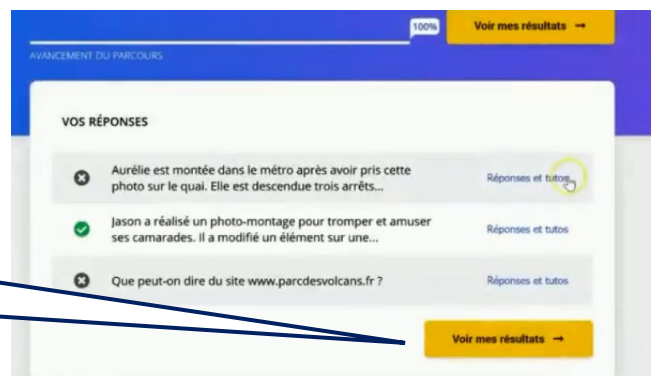 100%
Voir mes résultats →
AVANCEMENT DU PARCOURS
VOS RÉPONSES
Aurélie est montée dans le métro après avoir pris cette
photo sur le quai. Elle est descendue trois arrêts...
Réponses et tutos
Jason a réalisé un photo-montage pour tromper et amuser
ses camarades. Il a modifié un élément sur une...
Réponses et tutos
Que peut-on dire du site www.parcdesvolcans.fr ?
Réponses et tutos
Voir mes résultats →